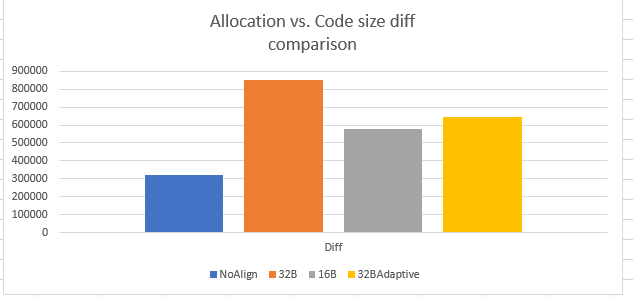 Allocation vs. Code size diff
comparison
900000
800000
700000
600000
500000
400000
300000
200000
100000
0
Diff
NoAlign 32B 16B 32BAdaptive